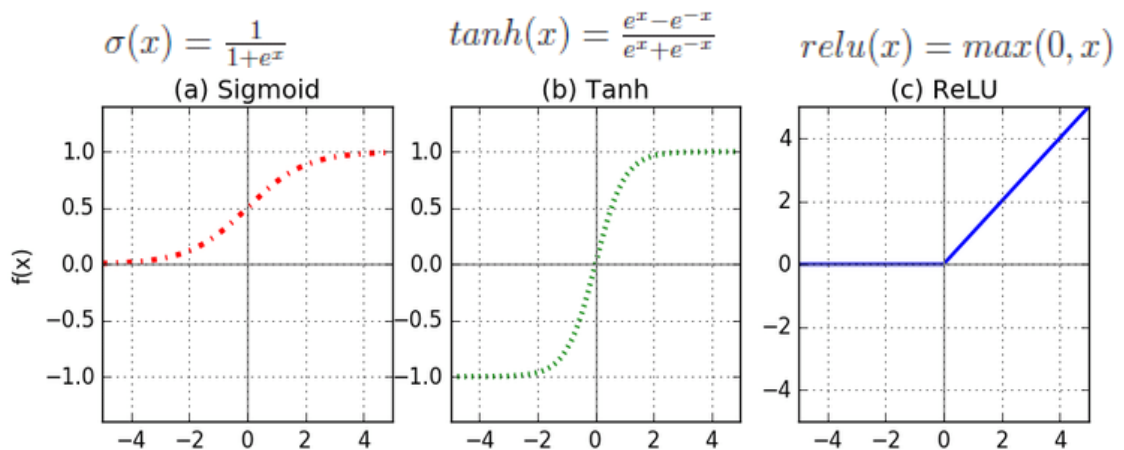 σ(x) = 1/(1+e^x)
tanh(x) = (e^x−e^−x)/(e^x+e^−x)
relu(x) = max(0, x)
(a) Sigmoid
(b) Tanh
(c) ReLU
f(x)
1.0
0.5
0.0
−0.5
−1.0
−4 −2 0 2 4
1.0
0.5
0.0
−0.5
−1.0
−4 −2 0 2 4
4
2
0
−2
−4
−4 −2 0 2 4